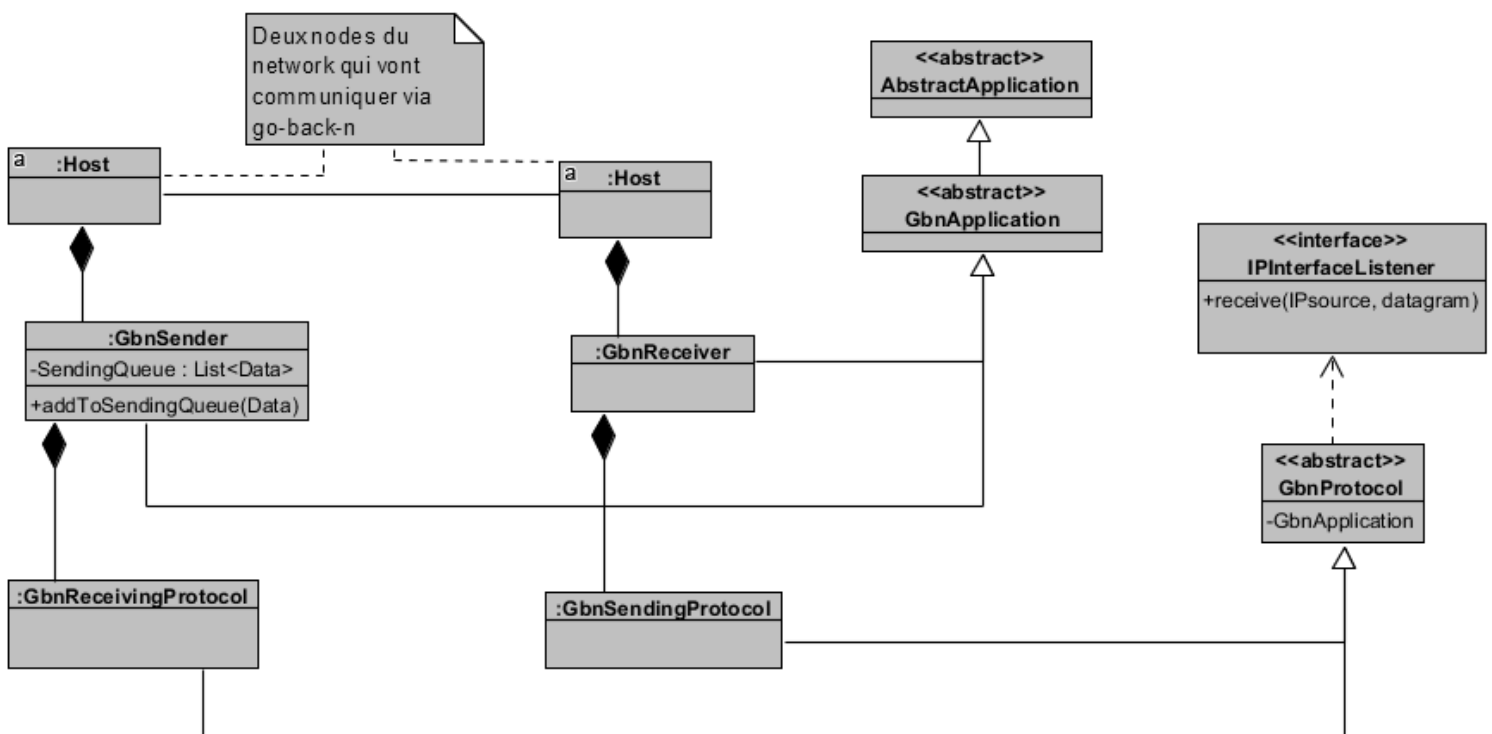 Deux nodes du
network qui vont
communiquer via
go-back-n
<<abstract>>
AbstractApplication
a :Host
a :Host
<<abstract>>
GbnApplication
<<interface>>
IPInterfaceListener
+receive(IPsource, datagram)
:GbnSender
-SendingQueue : List<Data>
+addToSendingQueue(Data)
:GbnReceiver
<<abstract>>
GbnProtocol
-GbnApplication
:GbnReceivingProtocol
:GbnSendingProtocol